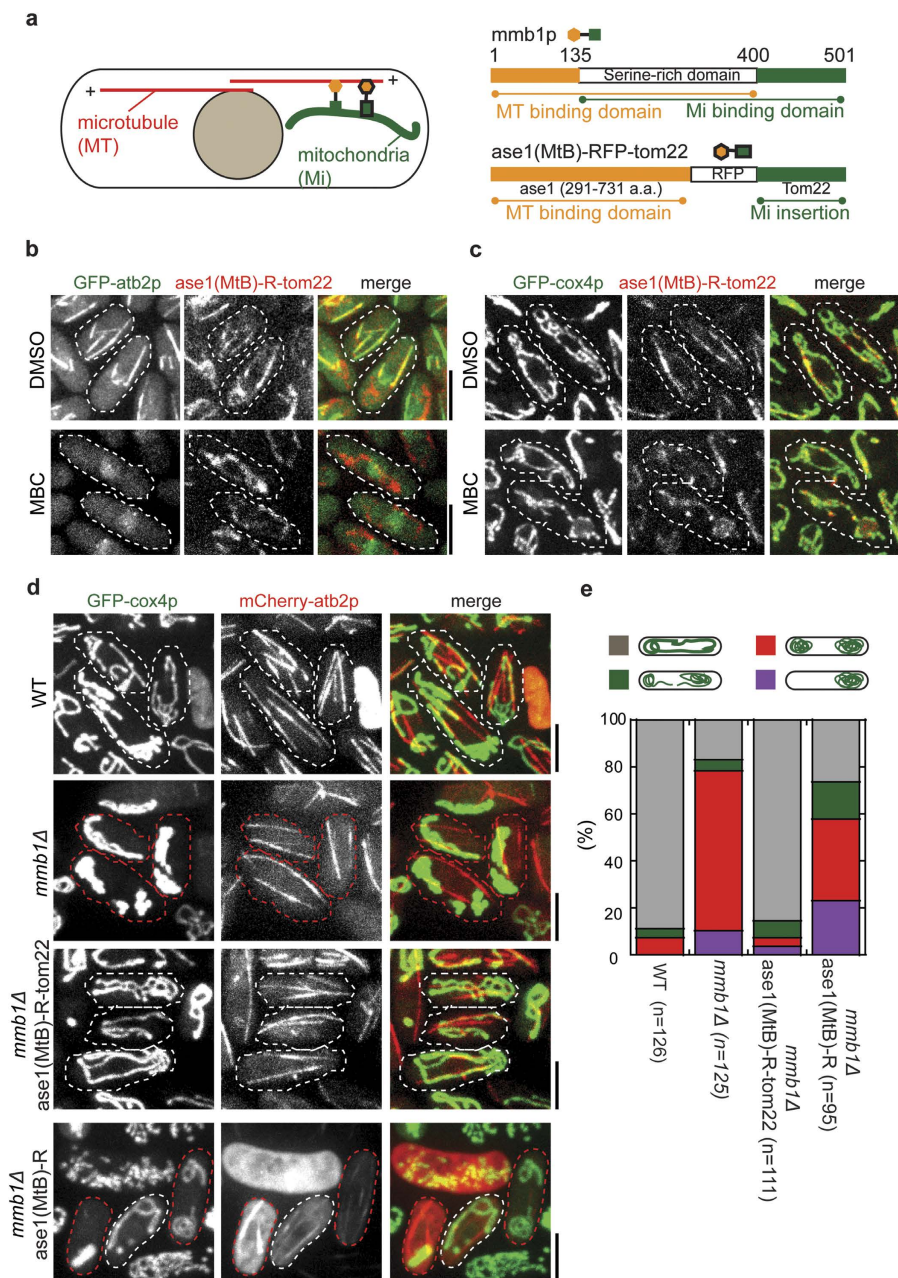 a
mmb1p
1 135 400 501
Serine-rich domain
MT binding domain
Mi binding domain
+
+
microtubule
(MT)
mitochondria
(Mi)
ase1(MtB)-RFP-tom22
RFP
ase1 (291-731 a.a.)
Tom22
MT binding domain
Mi insertion
b
GFP-atb2p ase1(MtB)-R-tom22 merge
DMSO
MBC
c
GFP-cox4p ase1(MtB)-R-tom22 merge
DMSO
MBC
d
GFP-cox4p mCherry-atb2p merge
WT
mmb1Δ
mmb1Δ
ase1(MtB)-R-tom22
mmb1Δ
ase1(MtB)-R
e
100
80
60
40
20
0
(%)
WT (n=126)
mmb1Δ (n=125)
mmb1Δ
ase1(MtB)-R-tom22 (n=111)
mmb1Δ
ase1(MtB)-R (n=95)